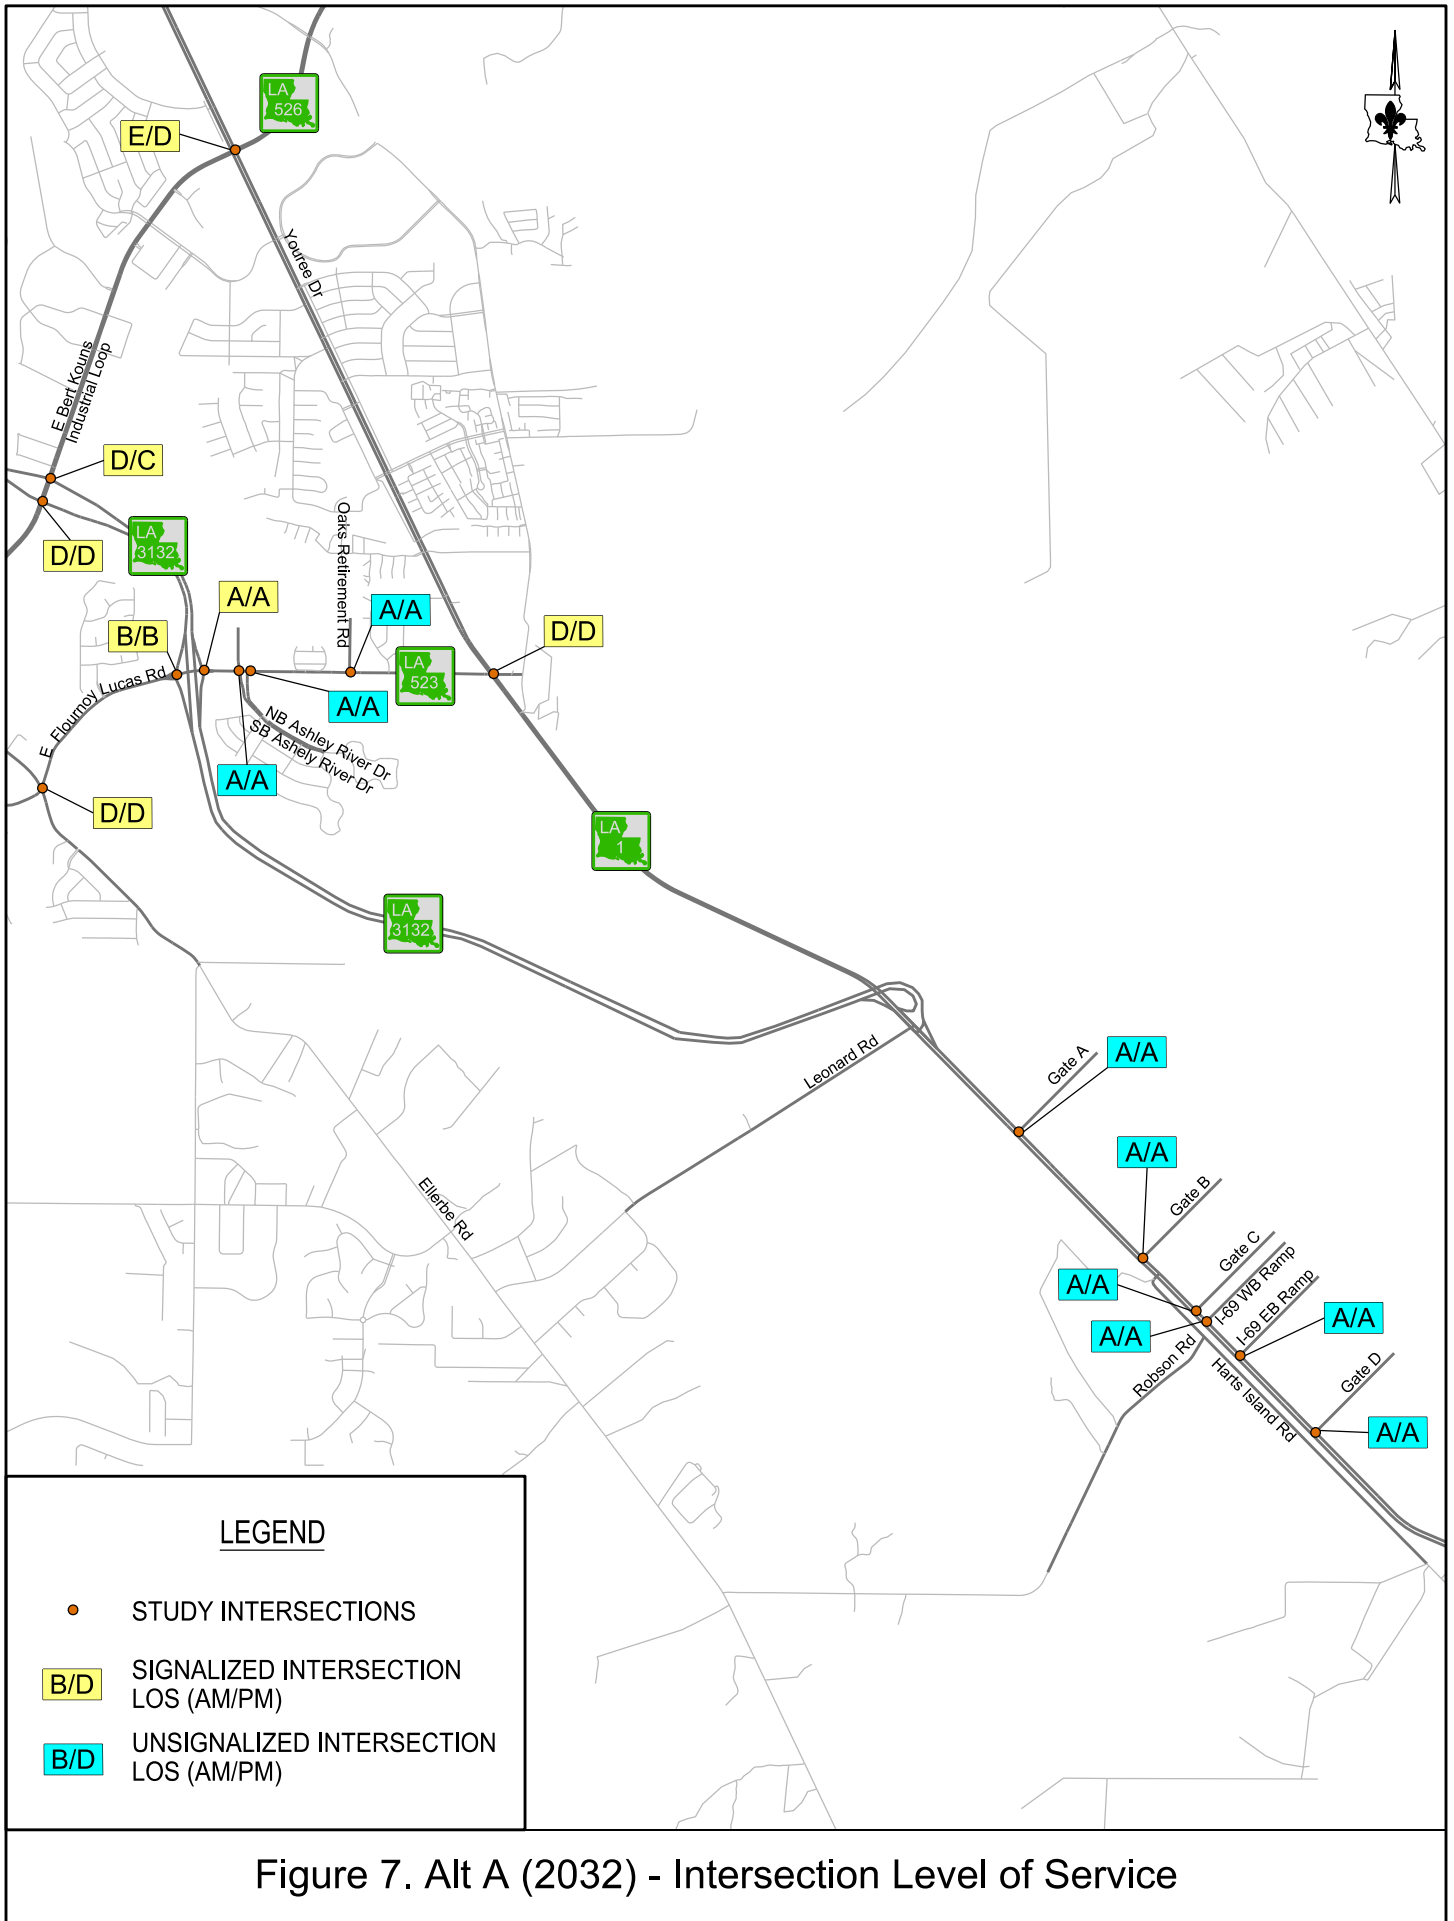 LA
526
E/D
Youree Dr
E Bert Kouns
Industrial Loop
D/C
D/D
LA
3132
A/A
B/B
Oaks Retirement Rd
A/A
D/D
LA
523
A/A
E Flournoy Lucas Rd
NB Ashley River Dr
SB Ashely River Dr
A/A
D/D
LA
1
LA
3132
Leonard Rd
Gate A
A/A
A/A
Gate B
Ellerbe Rd
Gate C
I-69 WB Ramp
I-69 EB Ramp
A/A
A/A
A/A
Robson Rd
Harts Island Rd
Gate D
A/A
LEGEND
STUDY INTERSECTIONS
B/D
SIGNALIZED INTERSECTION
LOS (AM/PM)
B/D
UNSIGNALIZED INTERSECTION
LOS (AM/PM)
Figure 7. Alt A (2032) - Intersection Level of Service